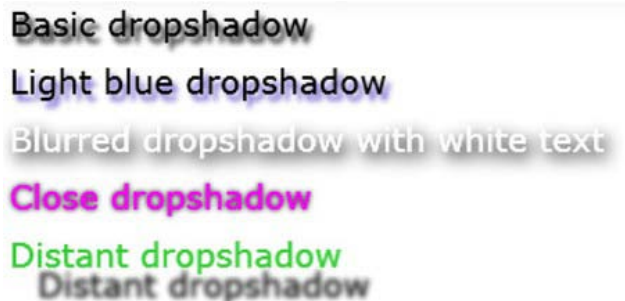 Basic dropshadow
Light blue dropshadow
Blurred dropshadow with white text
Close dropshadow
Distant dropshadow
Distant dropshadow